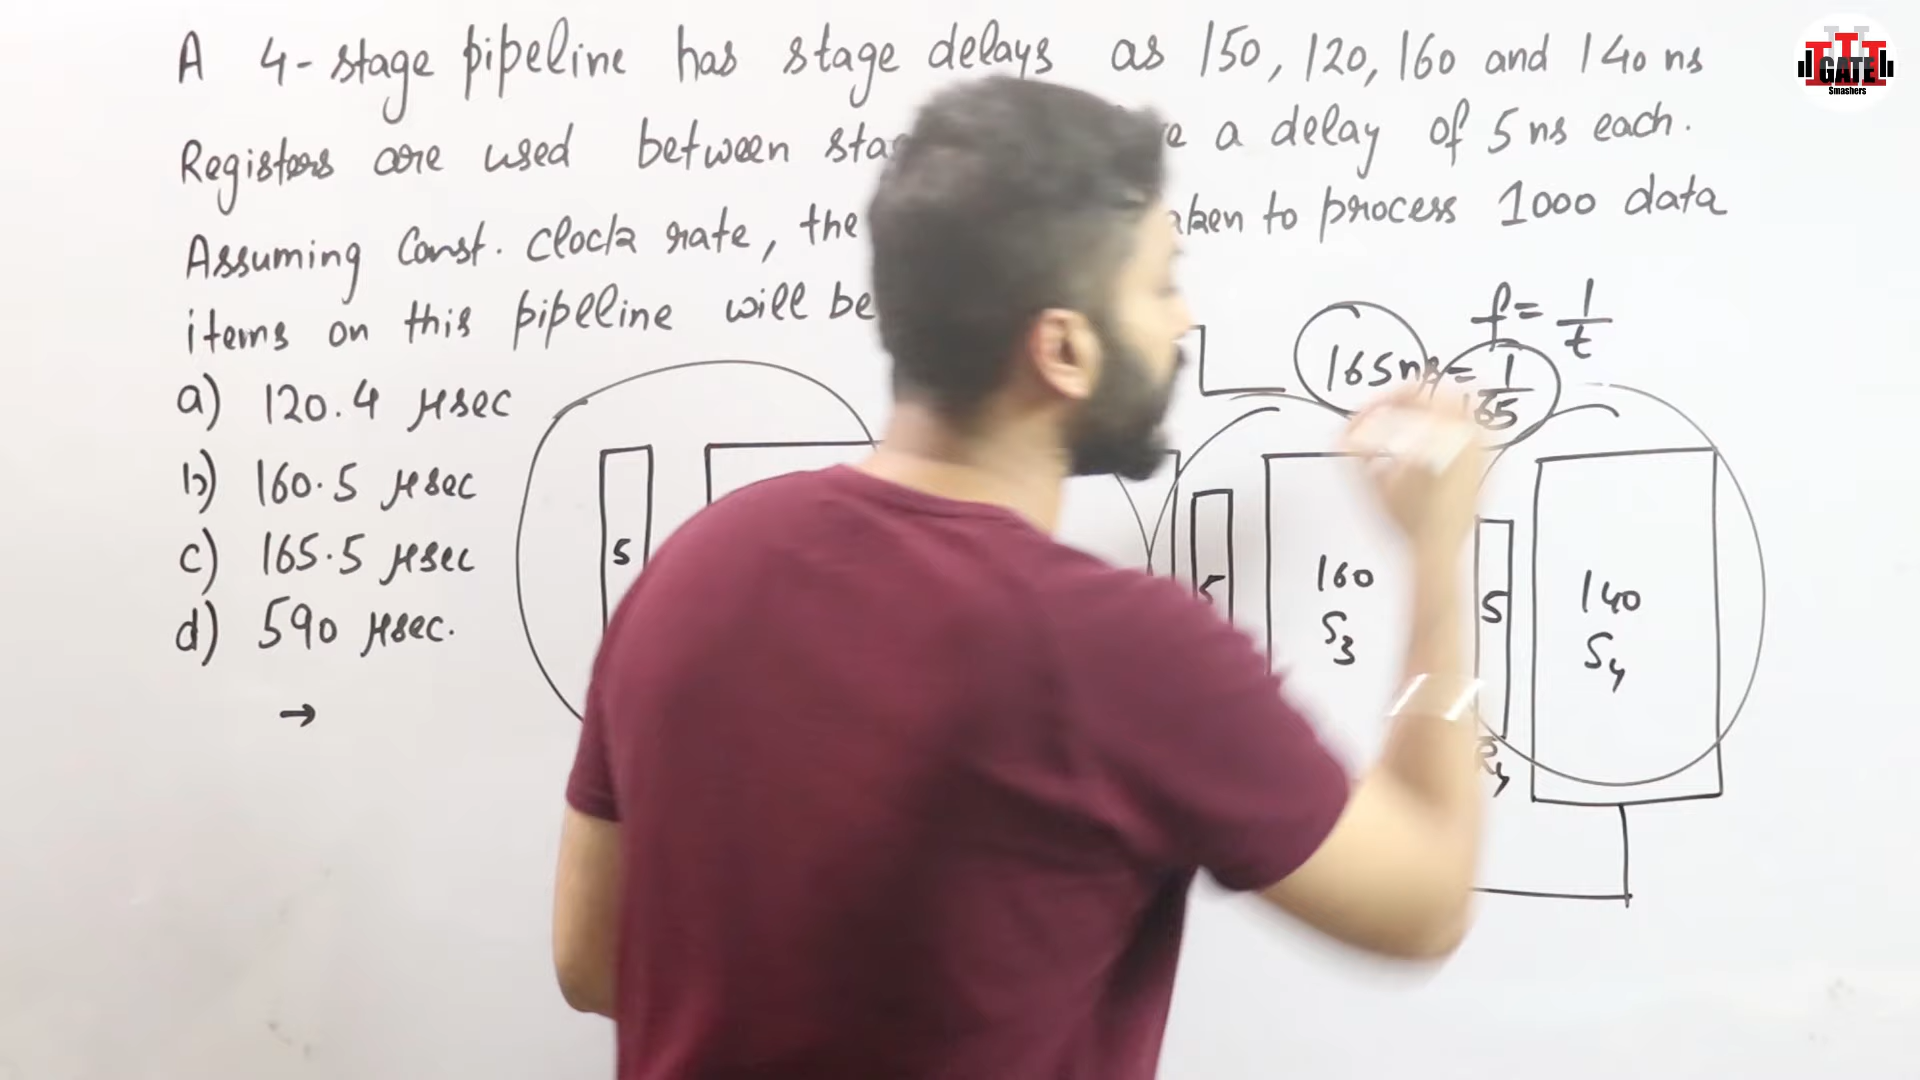 A 4-stage pipeline has stage delays as 150, 120, 160 and 140 ns
Registers are used between a delay of 5 ns each.
Assuming Const. clock rate, the to process 1000 data
items on this pipeline will be
a) 120.4 μsec
b) 160.5 μsec
c) 165.5 μsec
d) 590 μsec.
→
f = 1/t
165ns = 1/165
5
5
160
S3
5
R4
140
S4
GATE
Smashers